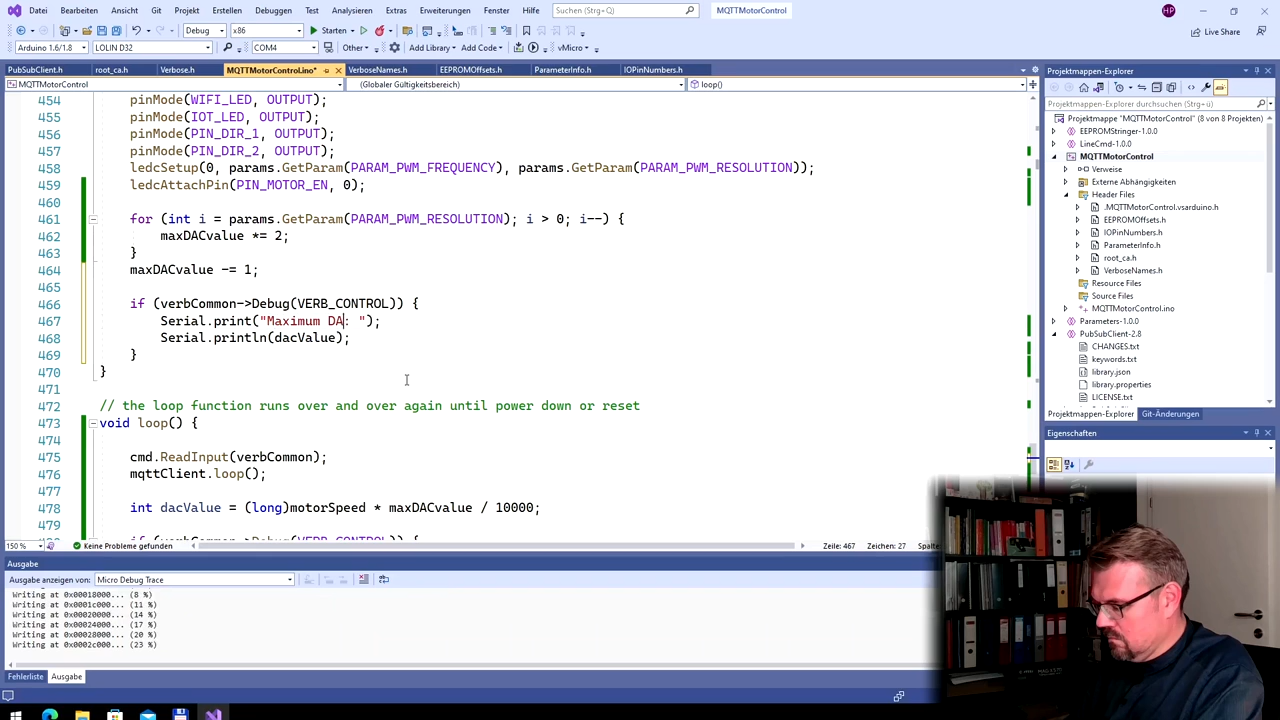 Datei Bearbeiten Ansicht Git Projekt Erstellen Debuggen Test Analysieren Extras Erweiterungen Fenster Hilfe Suchen (Strg+Q) MQTTMotorControl HP
Debug x86 Starten Live Share
Arduino 1.6/1.8 LOLIN D32 COM4 Other Add Library Add Code vMicro
PubSubClient.h root_ca.h Verbose.h MQTTMotorControl.ino* VerboseNames.h EEPROMOffsets.h ParameterInfo.h IOPinNumbers.h
MQTTMotorControl (Globaler Gültigkeitsbereich) loop()
454 pinMode(WIFI_LED, OUTPUT);
455 pinMode(IOT_LED, OUTPUT);
456 pinMode(PIN_DIR_1, OUTPUT);
457 pinMode(PIN_DIR_2, OUTPUT);
458 ledcSetup(0, params.GetParam(PARAM_PWM_FREQUENCY), params.GetParam(PARAM_PWM_RESOLUTION));
459 ledcAttachPin(PIN_MOTOR_EN, 0);
460
461 for (int i = params.GetParam(PARAM_PWM_RESOLUTION); i > 0; i--) {
462 maxDACvalue *= 2;
463 }
464 maxDACvalue -= 1;
465
466 if (verbCommon->Debug(VERB_CONTROL)) {
467 Serial.print("Maximum DA: ");
468 Serial.println(dacValue);
469 }
470 }
471
472 // the loop function runs over and over again until power down or reset
473 void loop() {
474
475 cmd.ReadInput(verbCommon);
476 mqttClient.loop();
477
478 int dacValue = (long)motorSpeed * maxDACvalue / 10000;
479
150 % Keine Probleme gefunden Zeile: 467 Zeichen: 27
Ausgabe
Ausgabe anzeigen von: Micro Debug Trace
Writing at 0x00018000... (8 %)
Writing at 0x0001c000... (11 %)
Writing at 0x00020000... (14 %)
Writing at 0x00024000... (17 %)
Writing at 0x00028000... (20 %)
Writing at 0x0002c000... (23 %)
Fehlerliste Ausgabe
Projektmappen-Explorer
Projektmappen-Explorer durchsuchen (Strg+ü)
Projektmappe "MQTTMotorControl" (8 von 8 Projekten)
EEPROMStringer-1.0.0
LineCmd-1.0.0
MQTTMotorControl
Verweise
Externe Abhängigkeiten
Header Files
.MQTTMotorControl.vsarduino.h
EEPROMOffsets.h
IOPinNumbers.h
ParameterInfo.h
root_ca.h
VerboseNames.h
Resource Files
Source Files
MQTTMotorControl.ino
Parameters-1.0.0
PubSubClient-2.8
CHANGES.txt
keywords.txt
library.json
library.properties
LICENSE.txt
Projektmappen-Explorer Git-Änderungen
Eigenschaften